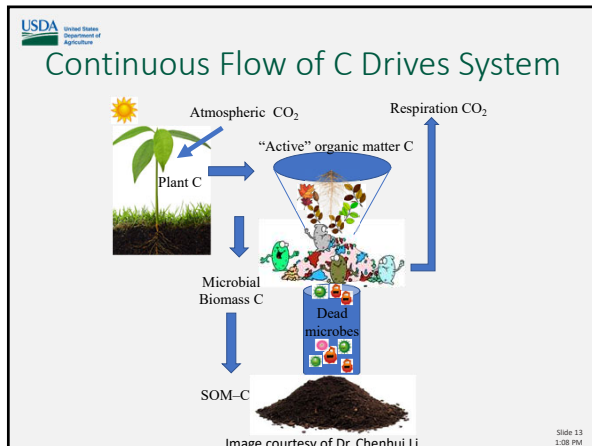 USDA
United States
Department of
Agriculture
Continuous Flow of C Drives System
Atmospheric CO₂
Respiration CO₂
“Active” organic matter C
Plant C
Microbial
Biomass C
Dead
microbes
SOM–C
Image courtesy of Dr. Chenhui Li
Slide 13
1:08 PM